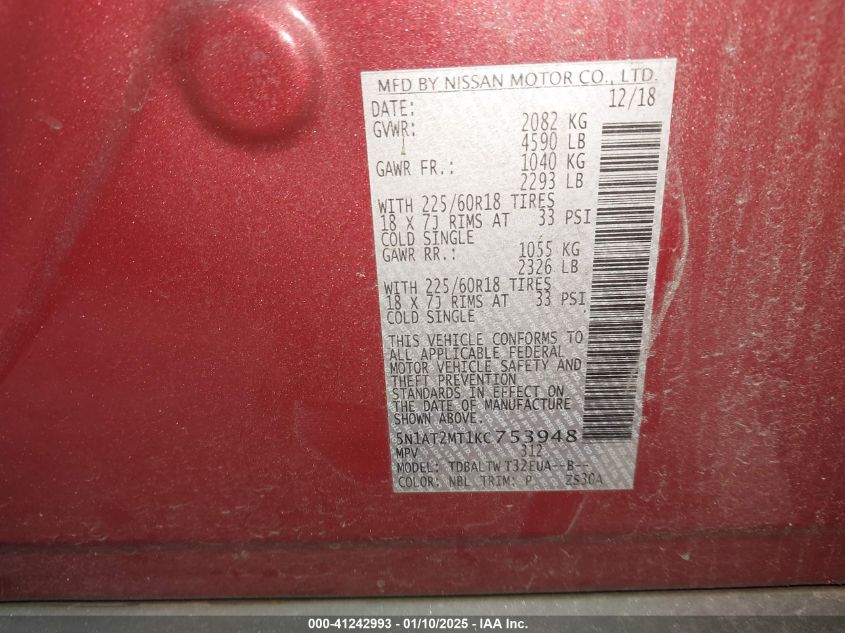 MFD BY NISSAN MOTOR CO., LTD.
DATE: 12/18
GVWR: 2082 KG
4590 LB
GAWR FR.: 1040 KG
2293 LB
WITH 225/60R18 TIRES
18 X 7J RIMS AT 33 PSI
COLD SINGLE
GAWR RR.: 1055 KG
2326 LB
WITH 225/60R18 TIRES
18 X 7J RIMS AT 33 PSI
COLD SINGLE
THIS VEHICLE CONFORMS TO
ALL APPLICABLE FEDERAL
MOTOR VEHICLE SAFETY AND
THEFT PREVENTION
STANDARDS IN EFFECT ON
THE DATE OF MANUFACTURE
SHOWN ABOVE.
5N1AT2MT1KC753948
MPV 312
MODEL: TDBALTW T32EUA--B--
COLOR: NBL TRIM: P ZS30A
000-41242993 — 01/10/2025 — IAA Inc.